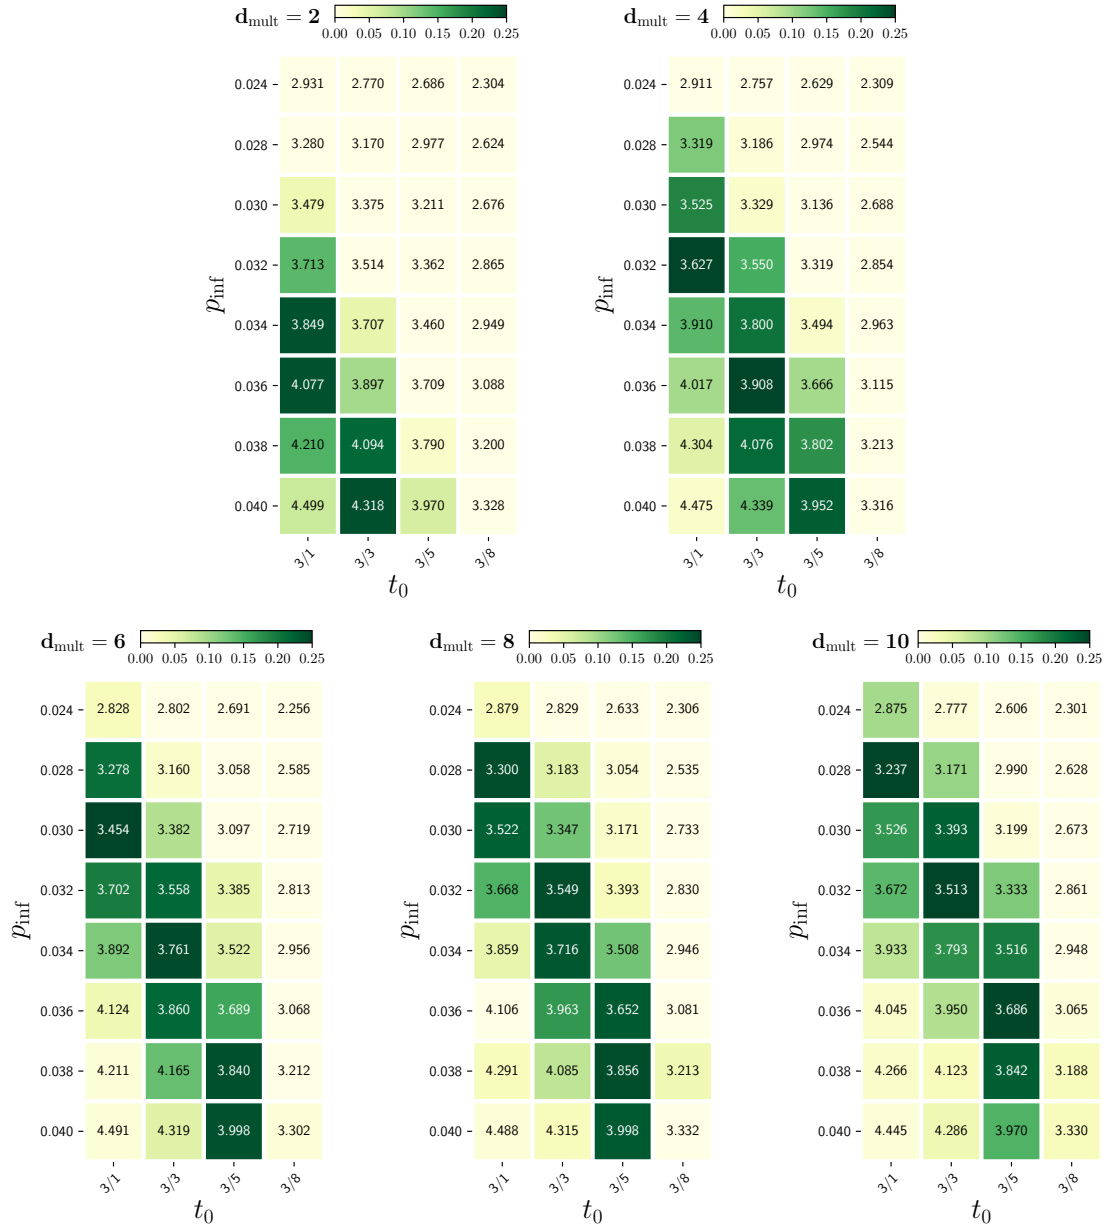 d_mult = 2
0.00 0.05 0.10 0.15 0.20 0.25
p_inf
0.024 2.931 2.770 2.686 2.304
0.028 3.280 3.170 2.977 2.624
0.030 3.479 3.375 3.211 2.676
0.032 3.713 3.514 3.362 2.865
0.034 3.849 3.707 3.460 2.949
0.036 4.077 3.897 3.709 3.088
0.038 4.210 4.094 3.790 3.200
0.040 4.499 4.318 3.970 3.328
3/1 3/3 3/5 3/8
t_0
d_mult = 4
0.00 0.05 0.10 0.15 0.20 0.25
p_inf
0.024 2.911 2.757 2.629 2.309
0.028 3.319 3.186 2.974 2.544
0.030 3.525 3.329 3.136 2.688
0.032 3.627 3.550 3.319 2.854
0.034 3.910 3.800 3.494 2.963
0.036 4.017 3.908 3.666 3.115
0.038 4.304 4.076 3.802 3.213
0.040 4.475 4.339 3.952 3.316
3/1 3/3 3/5 3/8
t_0
d_mult = 6
0.00 0.05 0.10 0.15 0.20 0.25
p_inf
0.024 2.828 2.802 2.691 2.256
0.028 3.278 3.160 3.058 2.585
0.030 3.454 3.382 3.097 2.719
0.032 3.702 3.558 3.385 2.813
0.034 3.892 3.761 3.522 2.956
0.036 4.124 3.860 3.689 3.068
0.038 4.211 4.165 3.840 3.212
0.040 4.491 4.319 3.998 3.302
3/1 3/3 3/5 3/8
t_0
d_mult = 8
0.00 0.05 0.10 0.15 0.20 0.25
p_inf
0.024 2.879 2.829 2.633 2.306
0.028 3.300 3.183 3.054 2.535
0.030 3.522 3.347 3.171 2.733
0.032 3.668 3.549 3.393 2.830
0.034 3.859 3.716 3.508 2.946
0.036 4.106 3.963 3.652 3.081
0.038 4.291 4.085 3.856 3.213
0.040 4.488 4.315 3.998 3.332
3/1 3/3 3/5 3/8
t_0
d_mult = 10
0.00 0.05 0.10 0.15 0.20 0.25
p_inf
0.024 2.875 2.777 2.606 2.301
0.028 3.237 3.171 2.990 2.628
0.030 3.526 3.393 3.199 2.673
0.032 3.672 3.513 3.333 2.861
0.034 3.933 3.793 3.516 2.948
0.036 4.045 3.950 3.686 3.065
0.038 4.266 4.123 3.842 3.188
0.040 4.445 4.286 3.970 3.330
3/1 3/3 3/5 3/8
t_0